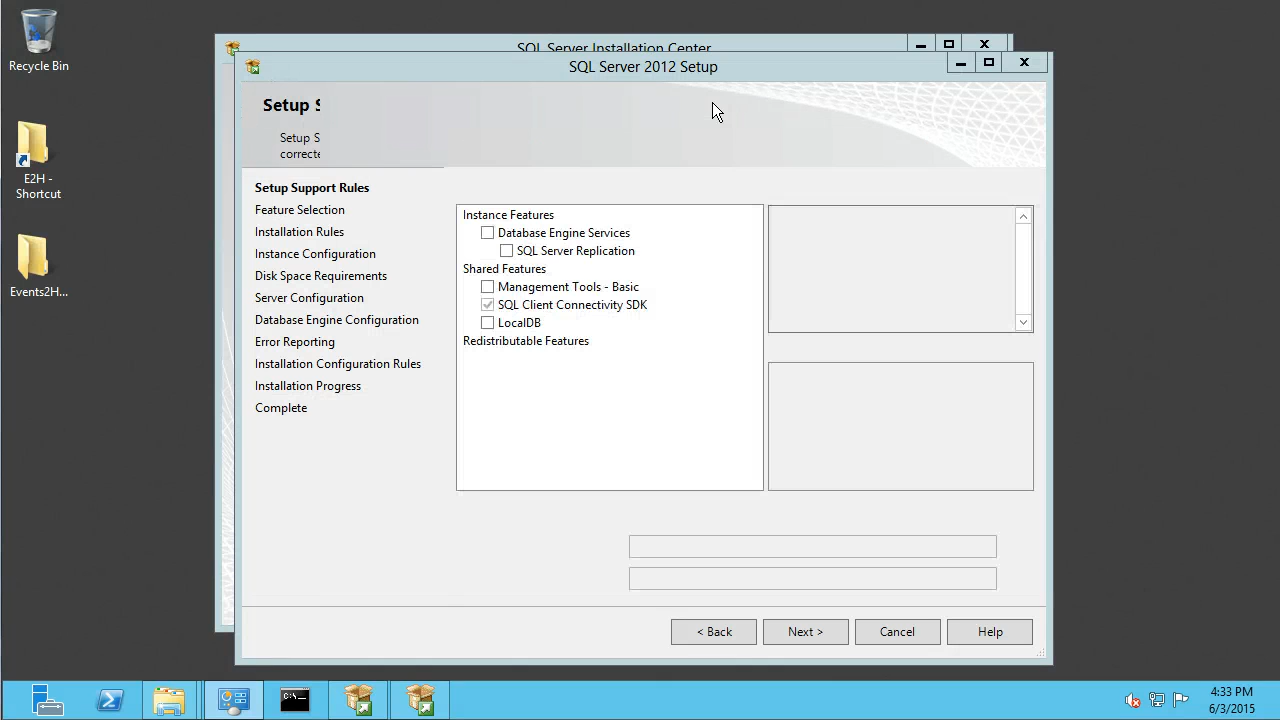 Recycle Bin
E2H -
Shortcut
Events2H...
SQL Server Installation Center
SQL Server 2012 Setup
Setup S
Setup S
correcte
Setup Support Rules
Feature Selection
Installation Rules
Instance Configuration
Disk Space Requirements
Server Configuration
Database Engine Configuration
Error Reporting
Installation Configuration Rules
Installation Progress
Complete
Instance Features
Database Engine Services
SQL Server Replication
Shared Features
Management Tools - Basic
SQL Client Connectivity SDK
LocalDB
Redistributable Features
< Back
Next >
Cancel
Help
4:33 PM
6/3/2015